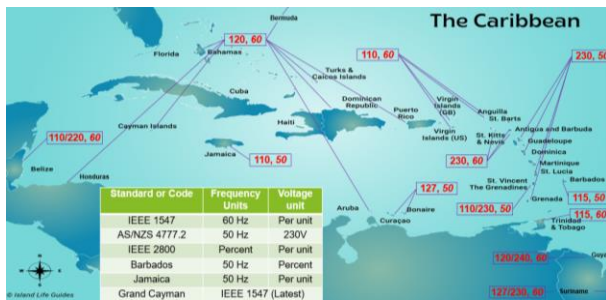 The Caribbean
Bermuda
120, 60
110, 60
230, 50
Florida
Bahamas
Turks &
Caicos Islands
Cuba
Dominican
Republic
Puerto
Rico
Virgin
Islands
(GB)
Anguilla
St. Barts
Cayman Islands
Haiti
Virgin
Islands (US)
St. Kitts
& Nevis
Antigua and Barbuda
110/220, 60
Jamaica
110, 50
230, 60
Guadeloupe
Dominica
Belize
Honduras
Martinique
St. Lucia
127, 50
St. Vincent
The Grenadines
Barbados
115, 50
Aruba
Bonaire
Curaçao
110/230, 50
Grenada
115, 60
Trinidad
& Tobago
120/240, 60
Guy
127/230, 60
Suriname
Standard or Code Frequency Units Voltage unit
IEEE 1547 60 Hz Per unit
AS/NZS 4777.2 50 Hz 230V
IEEE 2800 Percent Per unit
Barbados 50 Hz Percent
Jamaica 50 Hz Per unit
Grand Cayman IEEE 1547 (Latest)
© Island Life Guides